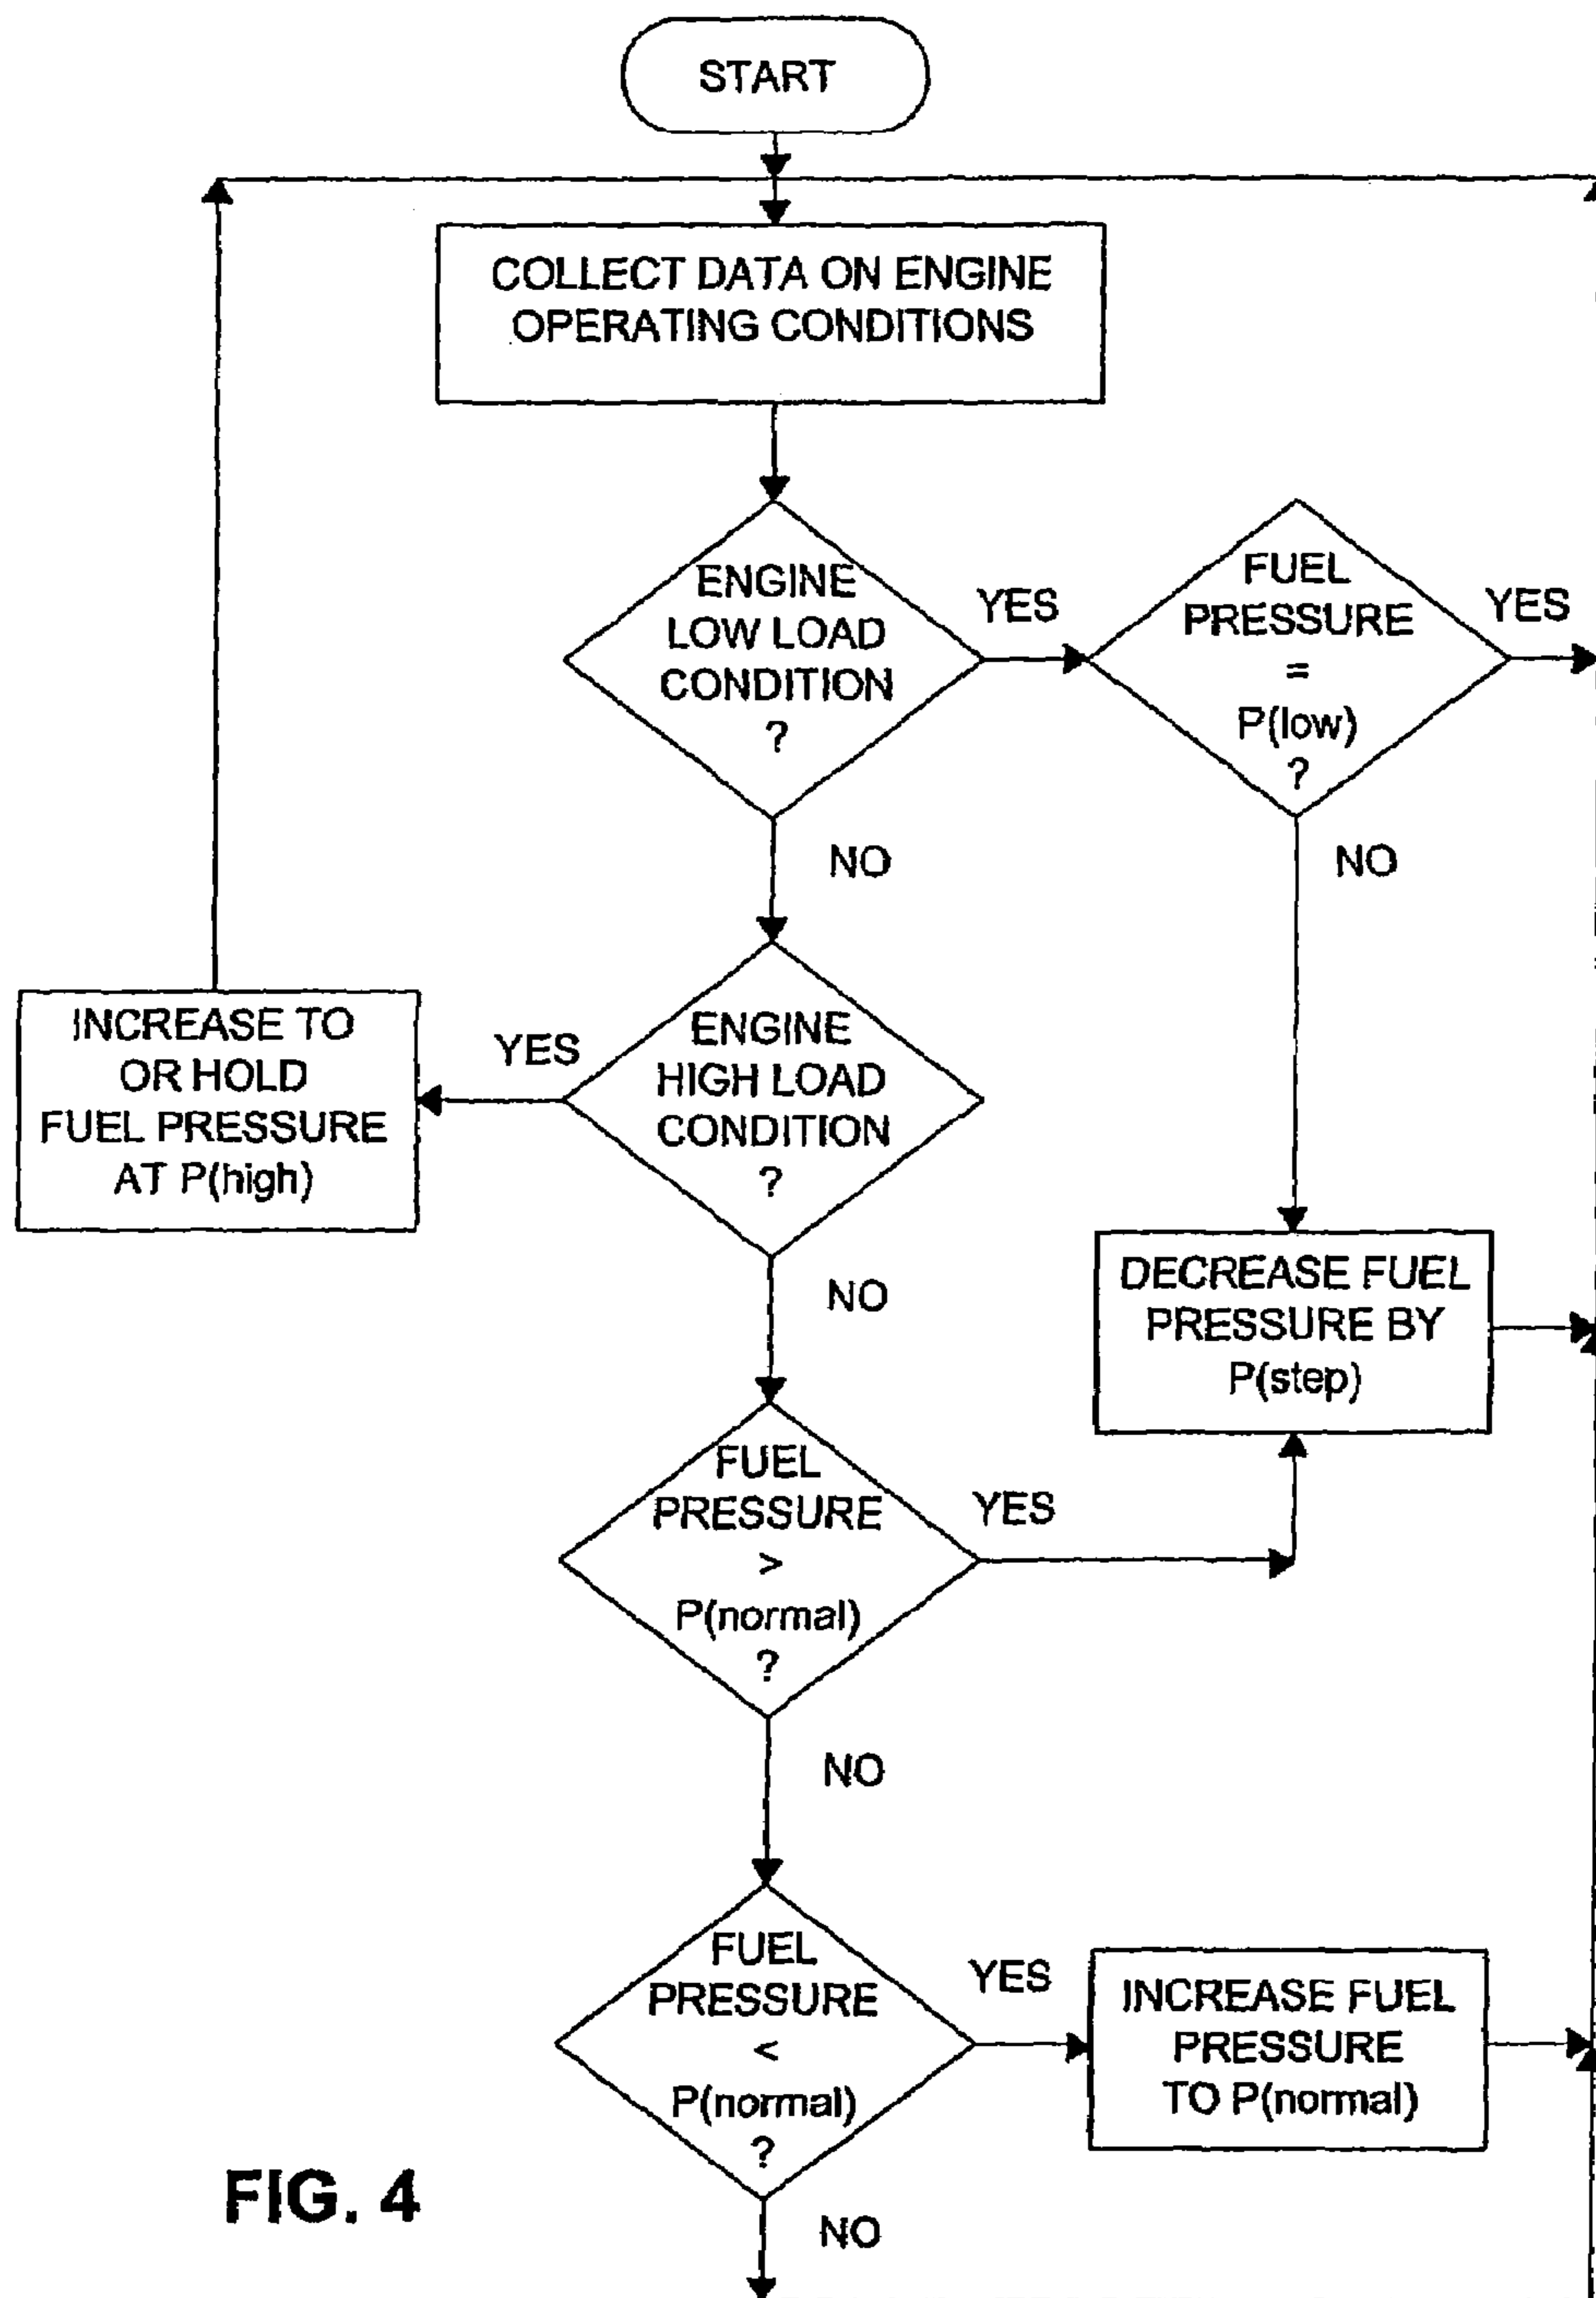 START
COLLECT DATA ON ENGINE
OPERATING CONDITIONS
ENGINE
LOW LOAD
CONDITION
?
YES
FUEL
PRESSURE
=
P(low)
?
YES
NO
NO
INCREASE TO
OR HOLD
FUEL PRESSURE
AT P(high)
YES
ENGINE
HIGH LOAD
CONDITION
?
NO
DECREASE FUEL
PRESSURE BY
P(step)
FUEL
PRESSURE
>
P(normal)
?
YES
NO
FUEL
PRESSURE
<
P(normal)
?
YES
INCREASE FUEL
PRESSURE
TO P(normal)
NO
FIG. 4